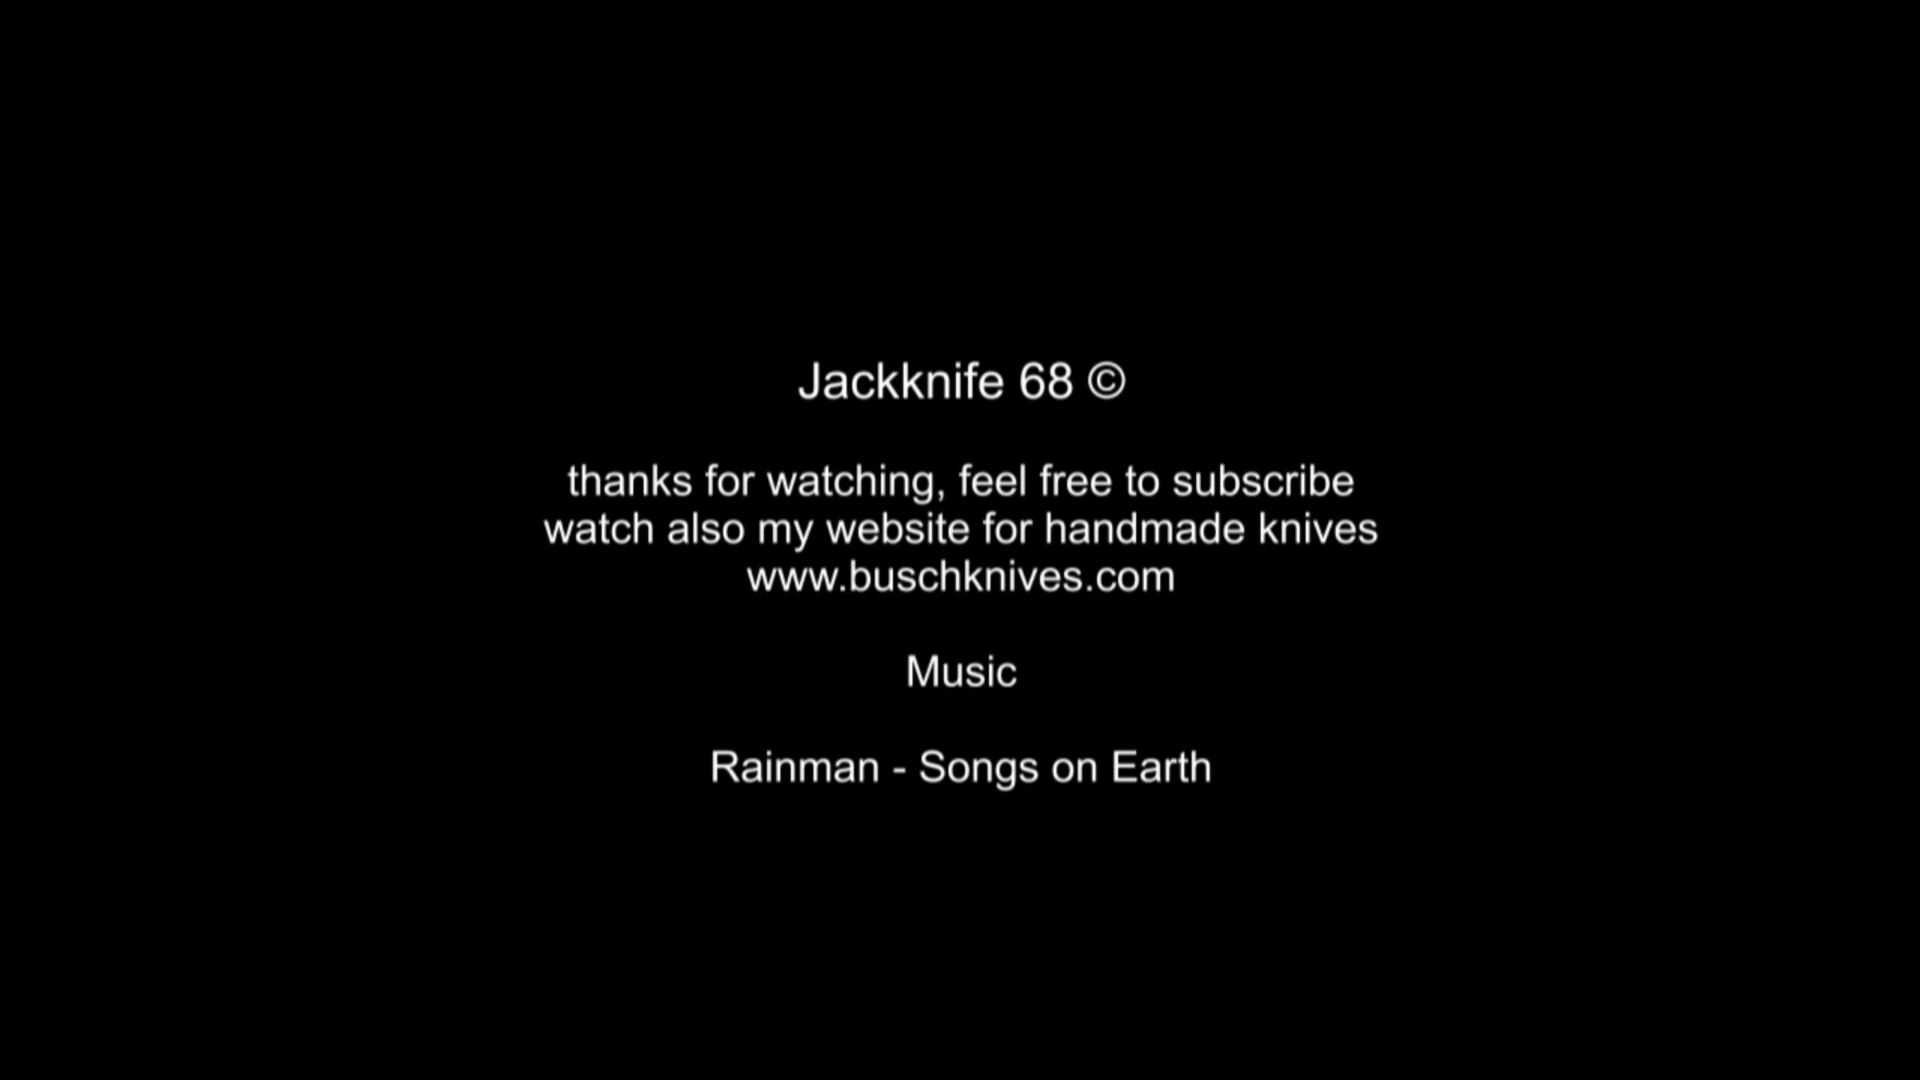 Jackknife 68 ©
thanks for watching, feel free to subscribe
watch also my website for handmade knives
www.buschknives.com
Music
Rainman - Songs on Earth